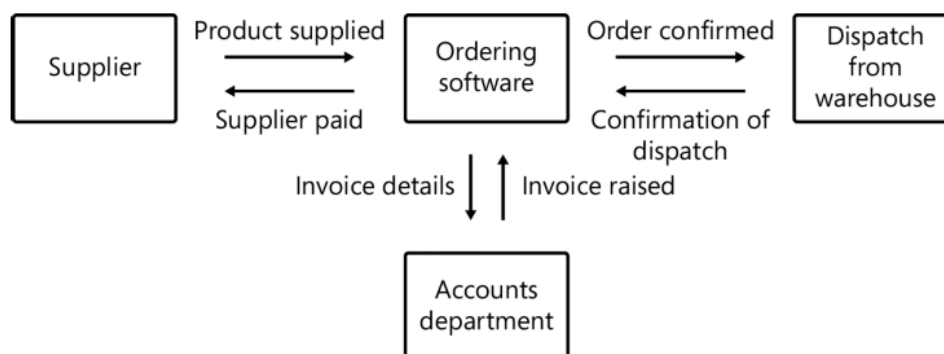 Supplier
Product supplied
Supplier paid
Ordering
software
Order confirmed
Confirmation of
dispatch
Dispatch
from
warehouse
Invoice details
Invoice raised
Accounts
department